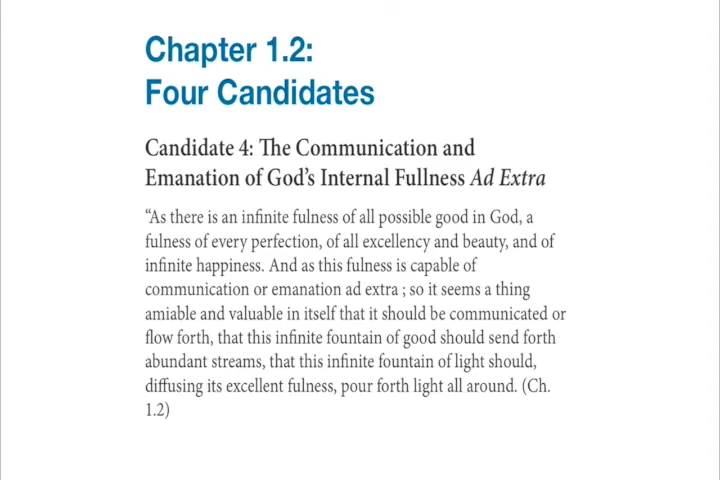 Chapter 1.2:
Four Candidates
Candidate 4: The Communication and
Emanation of God’s Internal Fullness Ad Extra
“As there is an infinite fulness of all possible good in God, a
fulness of every perfection, of all excellency and beauty, and of
infinite happiness. And as this fulness is capable of
communication or emanation ad extra ; so it seems a thing
amiable and valuable in itself that it should be communicated or
flow forth, that this infinite fountain of good should send forth
abundant streams, that this infinite fountain of light should,
diffusing its excellent fulness, pour forth light all around. (Ch.
1.2)